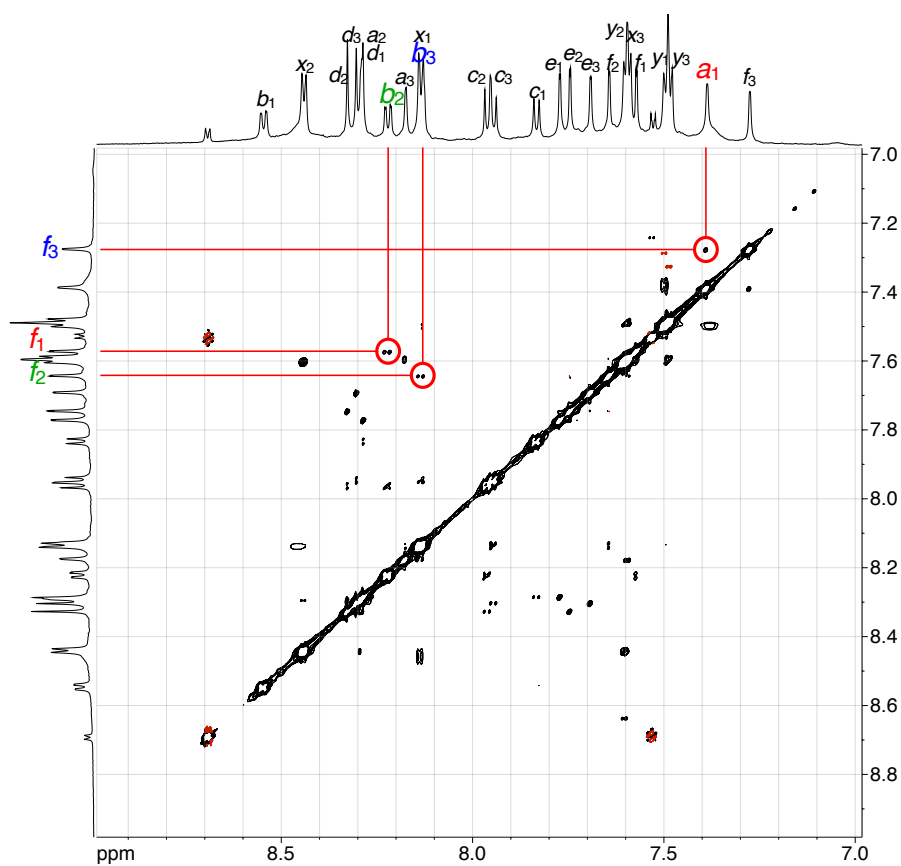 y₂
d₃ a₂ x₁ x₃
x₂ d₂ d₁ b₃ e₁ e₂ e₃ f₂ f₁ y₁ y₃
b₁ b₂ a₃ c₂ c₃ c₁ a₁ f₃
7.0
7.2
f₃
7.4
f₁
7.6
f₂
7.8
8.0
8.2
8.4
8.6
8.8
ppm 8.5 8.0 7.5 7.0